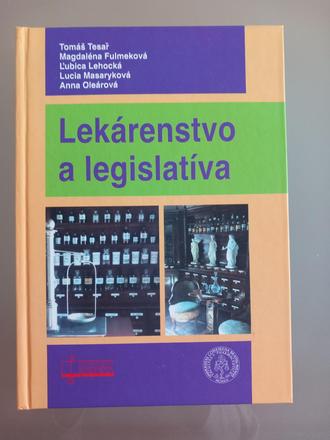 Tomáš Tesař
Magdaléna Fulmeková
Ľubica Lehocká
Lucia Masaryková
Anna Oleárová
Lekárenstvo
a legislatíva